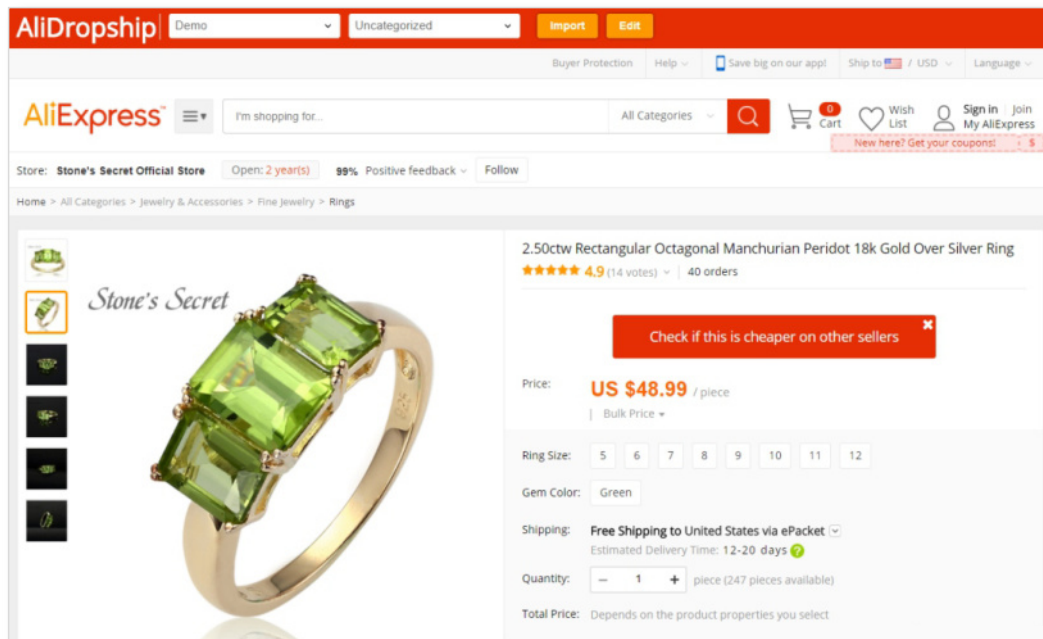 AliDropship Demo Uncategorized Import Edit
Buyer Protection Help Save big on our app! Ship to / USD Language
AliExpress™ I'm shopping for... All Categories 0 Cart Wish List Sign in Join My AliExpress
New here? Get your coupons! $
Store: Stone's Secret Official Store Open: 2 year(s) 99% Positive feedback Follow
Home > All Categories > Jewelry & Accessories > Fine Jewelry > Rings
Stone's Secret
2.50ctw Rectangular Octagonal Manchurian Peridot 18k Gold Over Silver Ring
4.9 (14 votes) 40 orders
Check if this is cheaper on other sellers
Price: US $48.99 / piece
Bulk Price
Ring Size: 5 6 7 8 9 10 11 12
Gem Color: Green
Shipping: Free Shipping to United States via ePacket
Estimated Delivery Time: 12-20 days ?
Quantity: − 1 + piece (247 pieces available)
Total Price: Depends on the product properties you select